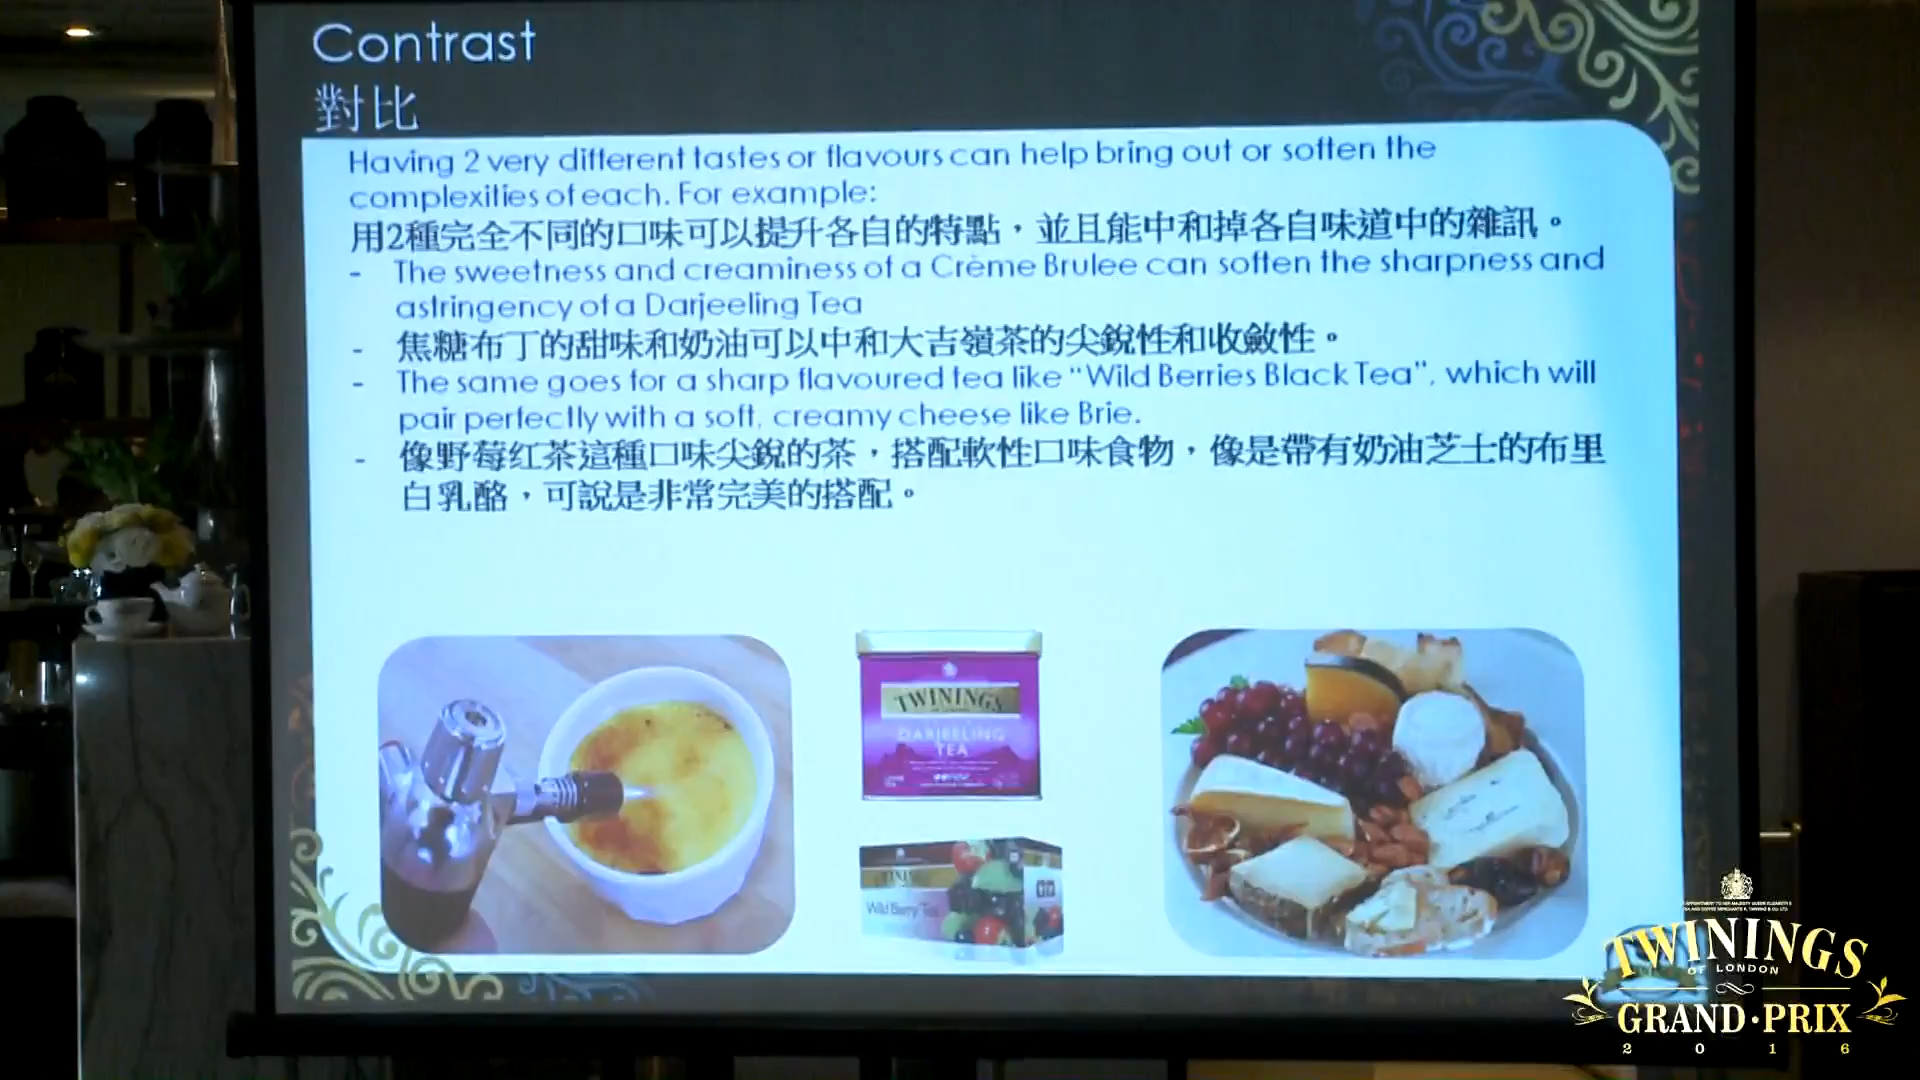 Contrast
對比
Having 2 very different tastes or flavours can help bring out or soften the
complexities of each. For example:
用2種完全不同的口味可以提升各自的特點，並且能中和掉各自味道中的雜訊。
- The sweetness and creaminess of a Crème Brulee can soften the sharpness and
astringency of a Darjeeling Tea
- 焦糖布丁的甜味和奶油可以中和大吉嶺茶的尖銳性和收斂性。
- The same goes for a sharp flavoured tea like "Wild Berries Black Tea", which will
pair perfectly with a soft, creamy cheese like Brie.
- 像野莓红茶這種口味尖銳的茶，搭配軟性口味食物，像是帶有奶油芝士的布里
白乳酪，可說是非常完美的搭配。
TWININGS
OF LONDON
DARJEELING
TEA
Wild Berry Tea
TWININGS
OF LONDON
GRAND·PRIX
2016